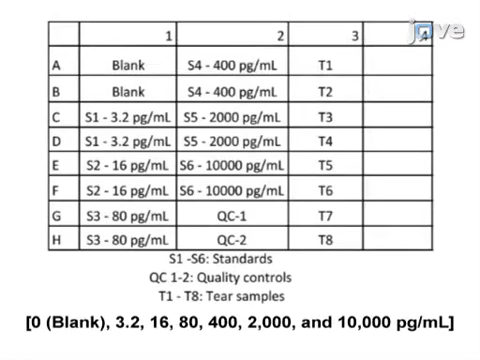 jove
1 2 3 4
A Blank S4 - 400 pg/mL T1
B Blank S4 - 400 pg/mL T2
C S1 - 3.2 pg/mL S5 - 2000 pg/mL T3
D S1 - 3.2 pg/mL S5 - 2000 pg/mL T4
E S2 - 16 pg/mL S6 - 10000 pg/mL T5
F S2 - 16 pg/mL S6 - 10000 pg/mL T6
G S3 - 80 pg/mL QC-1 T7
H S3 - 80 pg/mL QC-2 T8
S1 -S6: Standards
QC 1-2: Quality controls
T1 - T8: Tear samples
[0 (Blank), 3.2, 16, 80, 400, 2,000, and 10,000 pg/mL]